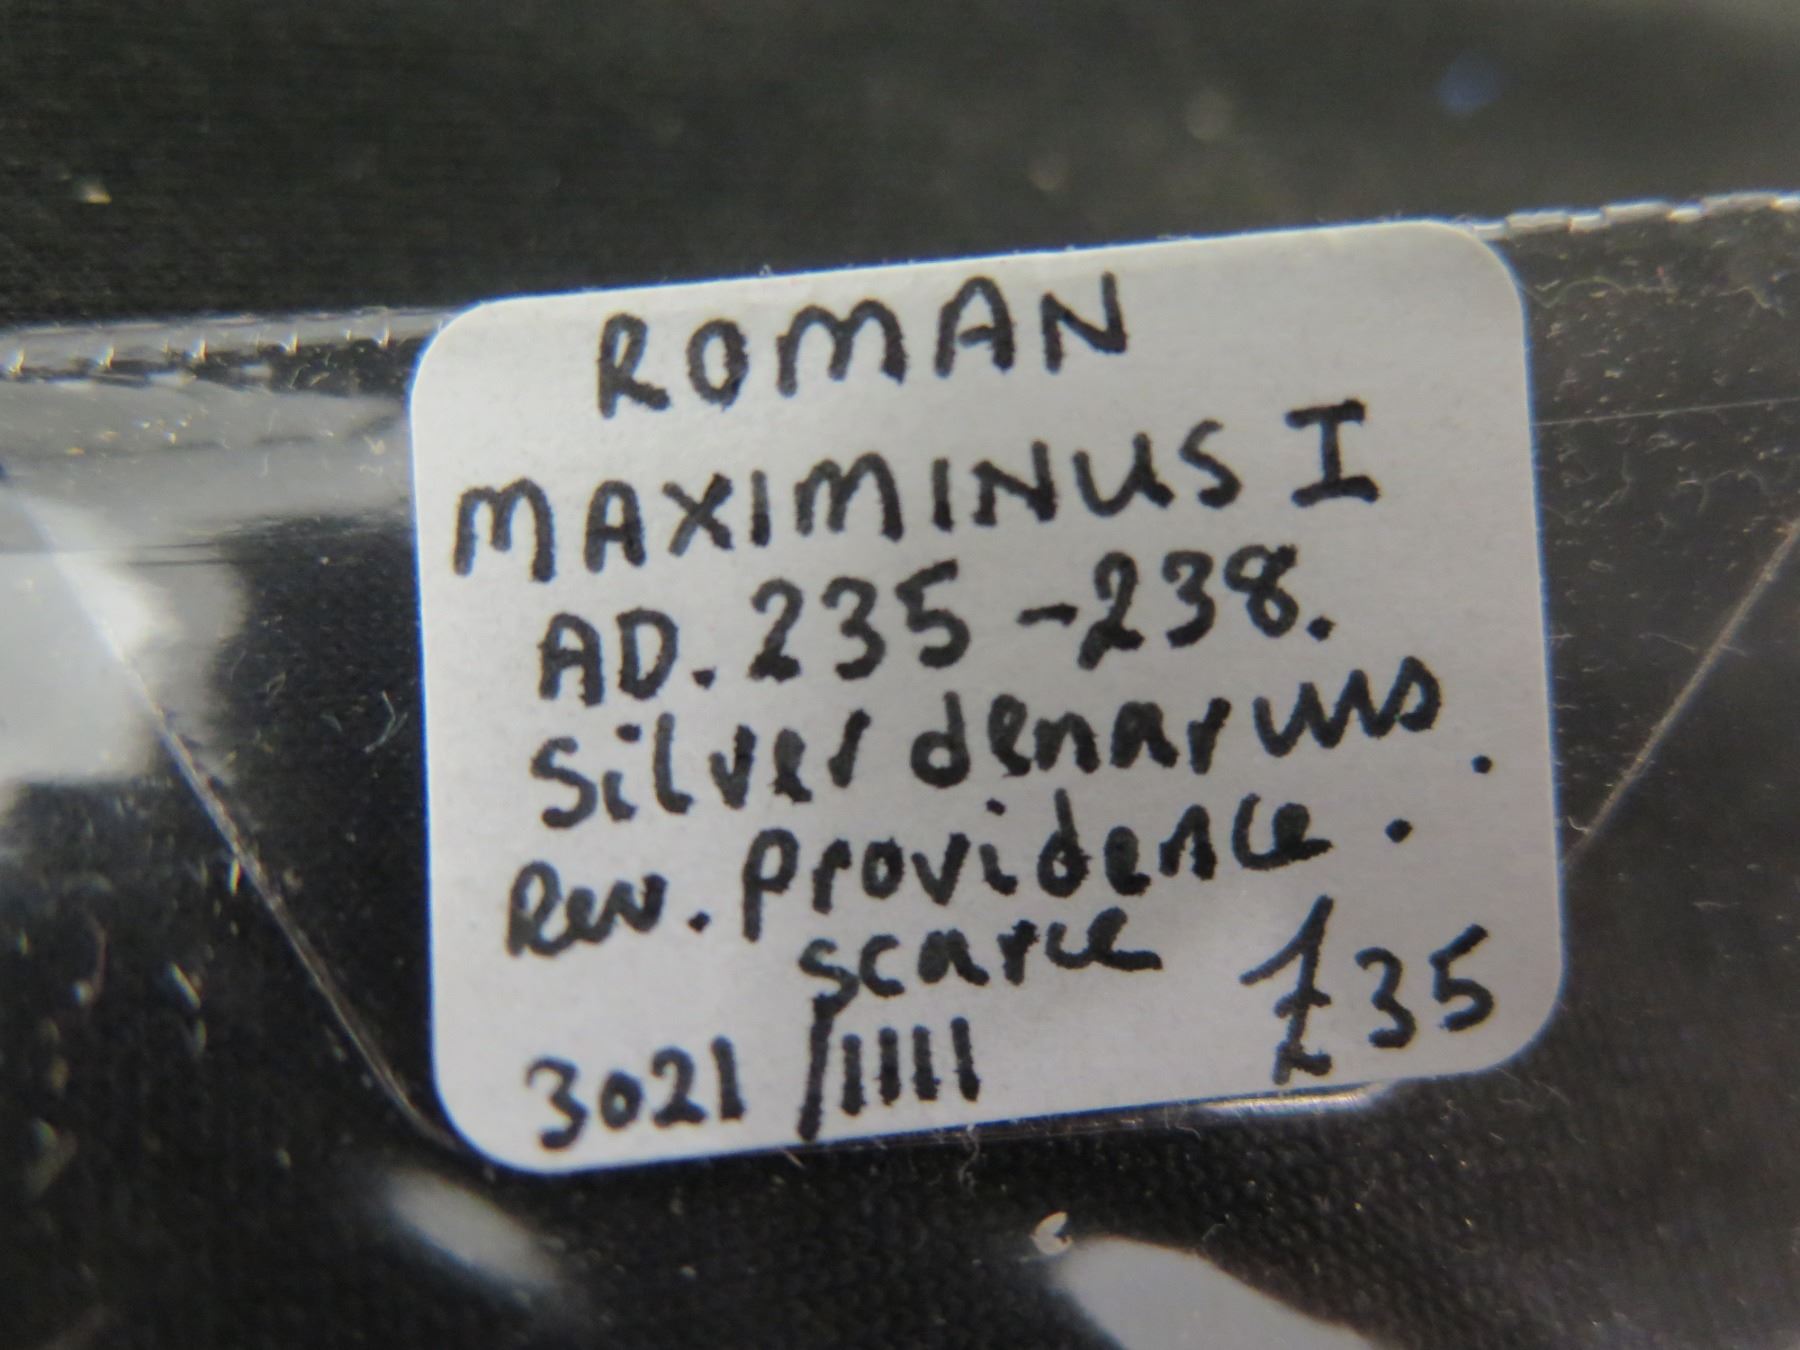 ROMAN
MAXIMINUS I
AD. 235-238.
Silver denarius.
Rev. Providence.
scarce
3021 /1111 £35